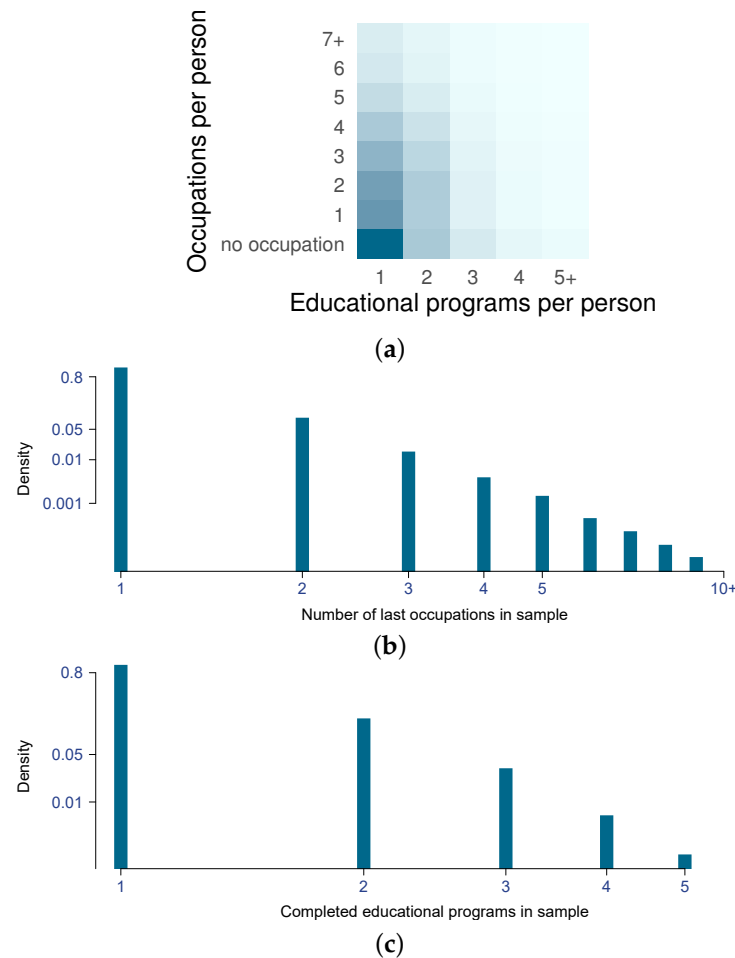 Occupations per person
7+
6
5
4
3
2
1
no occupation
1 2 3 4 5+
Educational programs per person
(a)
Density
0.8
0.05
0.01
0.001
1 2 3 4 5 10+
Number of last occupations in sample
(b)
Density
0.8
0.05
0.01
1 2 3 4 5
Completed educational programs in sample
(c)